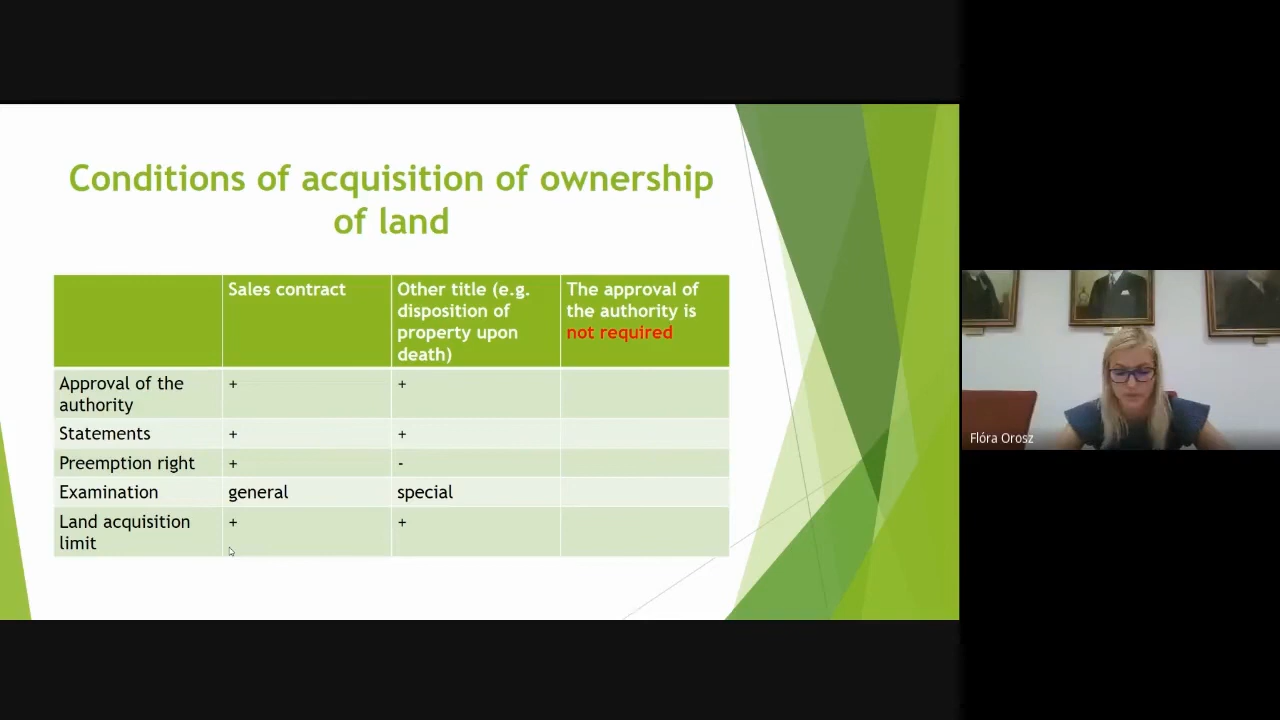 Conditions of acquisition of ownership
of land
Sales contract
Other title (e.g.
disposition of
property upon
death)
The approval of
the authority is
not required
Approval of the
authority
+
+
Statements
+
+
Preemption right
+
-
Examination
general
special
Land acquisition
limit
+
+
Flóra Orosz